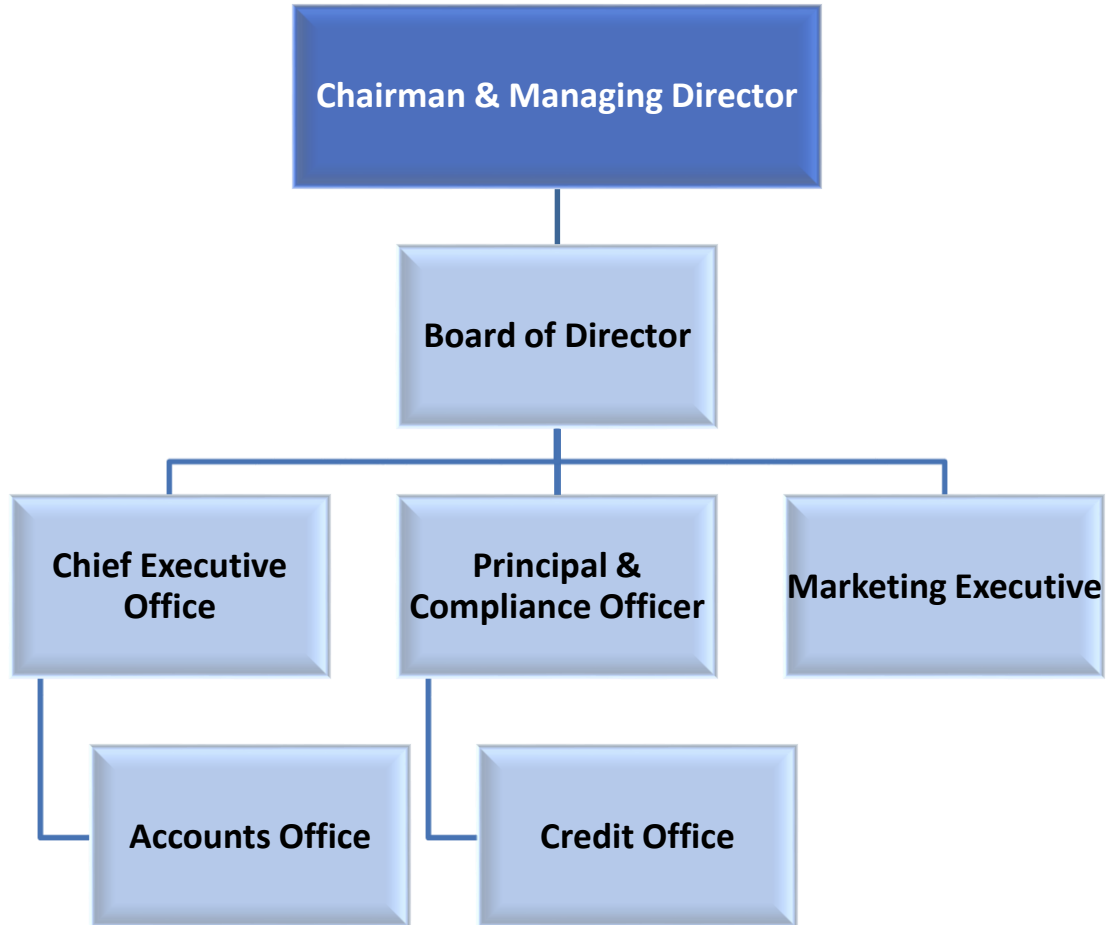 Chairman & Managing Director
Board of Director
Chief Executive
Office
Principal &
Compliance Officer
Marketing Executive
Accounts Office
Credit Office